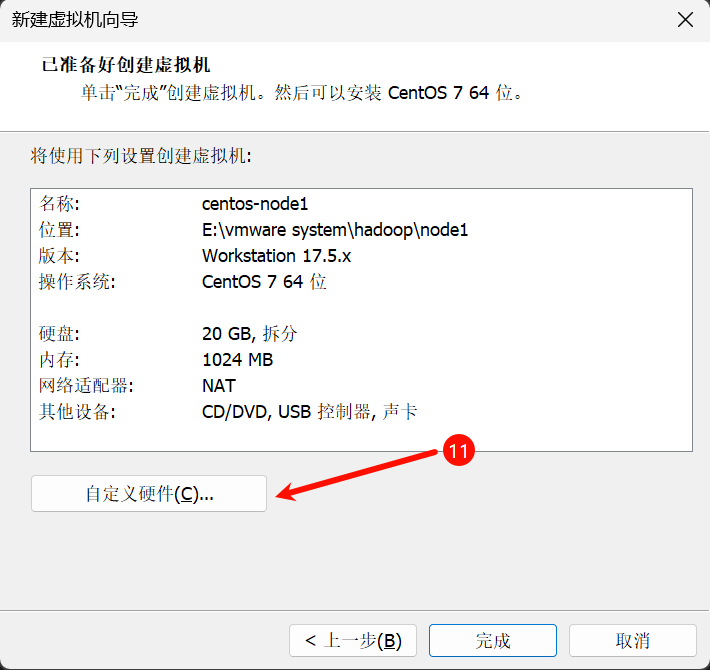 新建虚拟机向导
已准备好创建虚拟机
单击“完成”创建虚拟机。然后可以安装 CentOS 7 64 位。
将使用下列设置创建虚拟机:
名称: centos-node1
位置: E:\vmware system\hadoop\node1
版本: Workstation 17.5.x
操作系统: CentOS 7 64 位
硬盘: 20 GB, 拆分
内存: 1024 MB
网络适配器: NAT
其他设备: CD/DVD, USB 控制器, 声卡
11
自定义硬件(C)...
< 上一步(B) 完成 取消